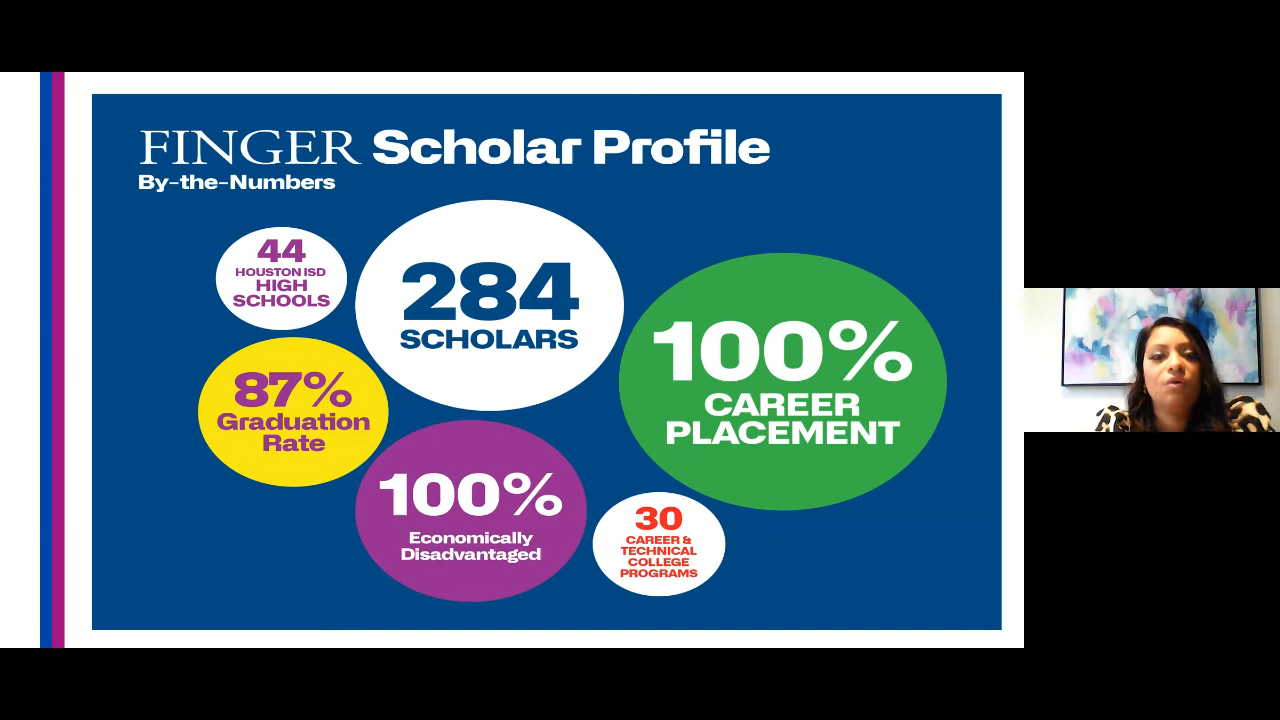 FINGER Scholar Profile
By-the-Numbers
44
HOUSTON ISD
HIGH
SCHOOLS
284
SCHOLARS
100%
CAREER
PLACEMENT
87%
Graduation
Rate
100%
Economically
Disadvantaged
30
CAREER &
TECHNICAL
COLLEGE
PROGRAMS